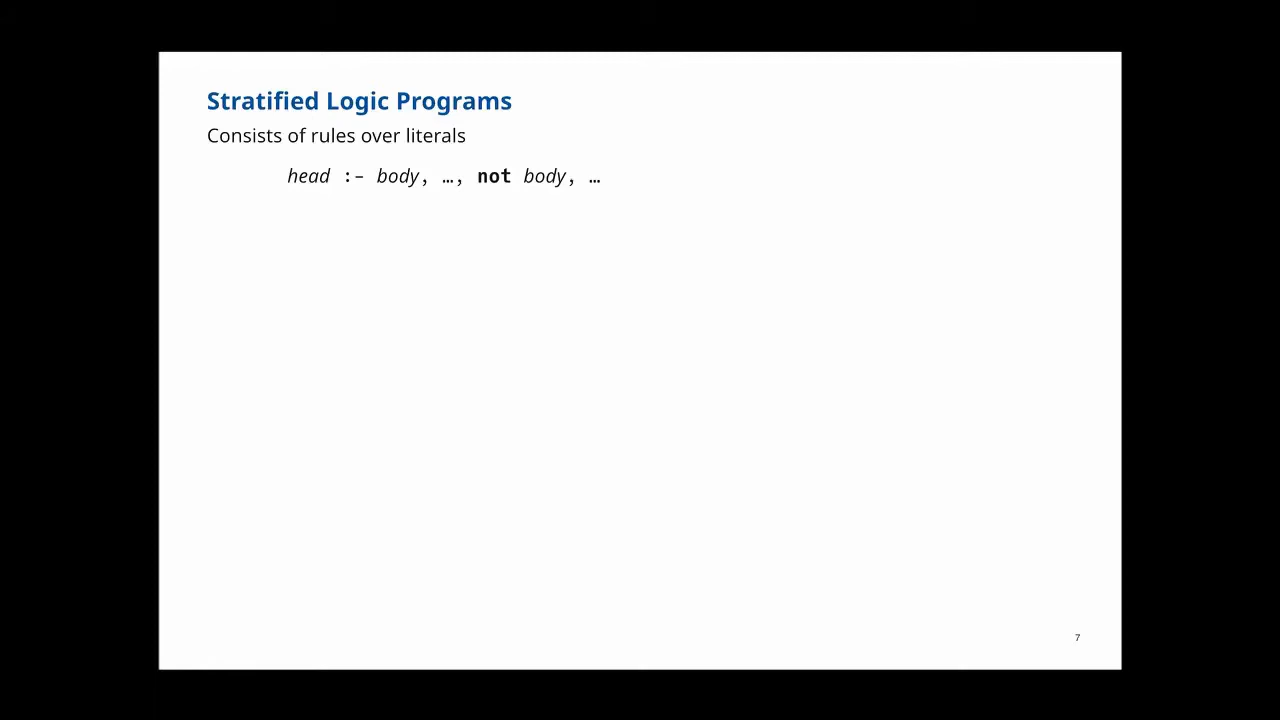 Stratified Logic Programs
Consists of rules over literals
head :- body, …, not body, …
7